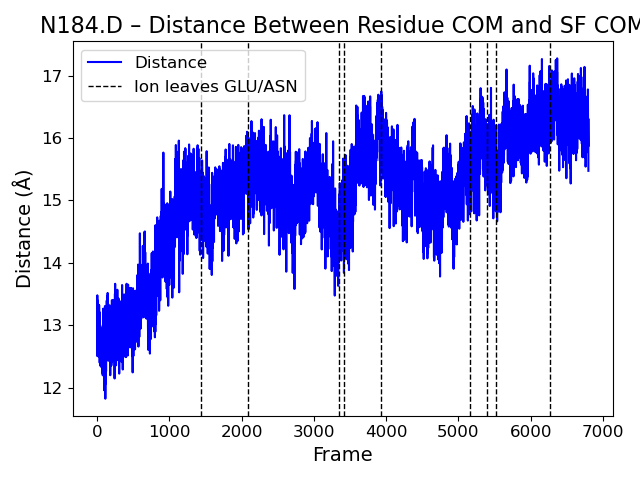 N184.D – Distance Between Residue COM and SF COM
Distance
Ion leaves GLU/ASN
Distance (Å)
17
16
15
14
13
12
0 1000 2000 3000 4000 5000 6000 7000
Frame